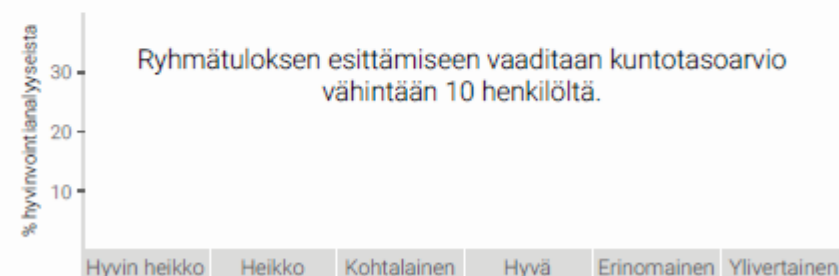 Ryhmätuloksen esittämiseen vaaditaan kuntotasoarvio
vähintään 10 henkilöltä.
% hyvinvointianalyyseista
30
20
10
Hyvin heikko Heikko Kohtalainen Hyvä Erinomainen Ylivertainen